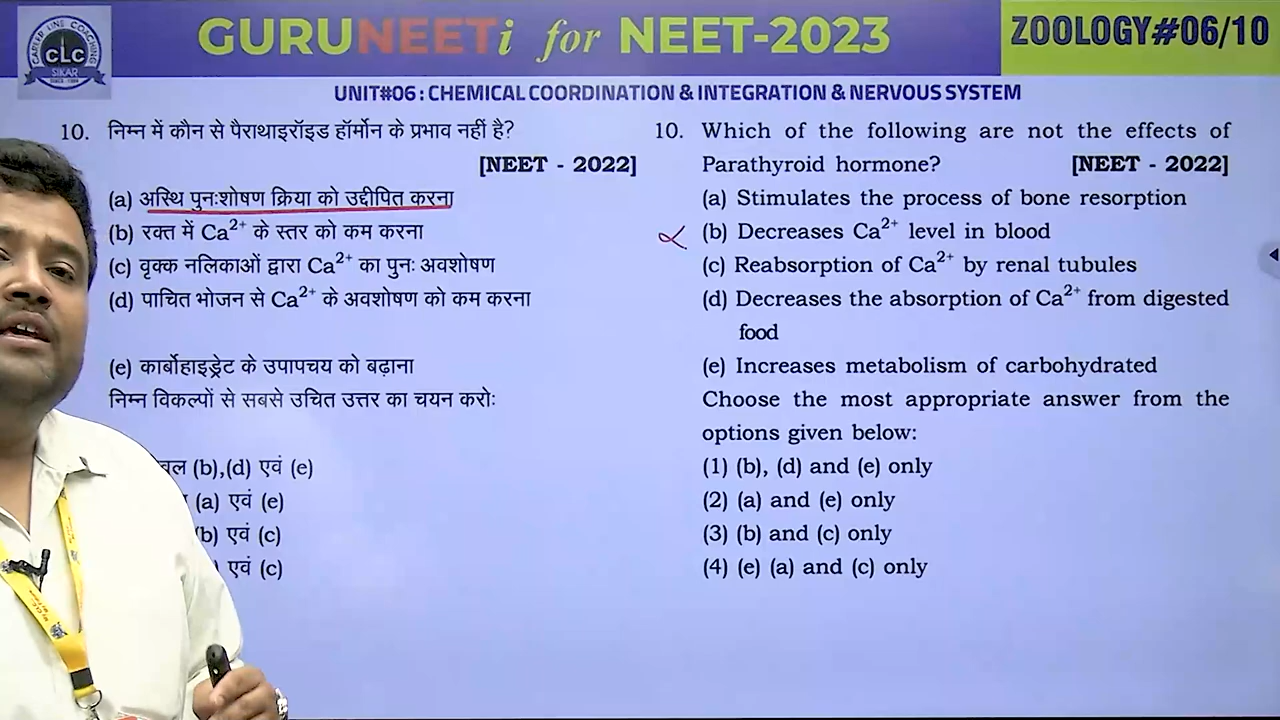 GURUNEETi for NEET-2023
ZOOLOGY#06/10
CAREER LINE COACHING
CLC
SIKAR
UNIT#06 : CHEMICAL COORDINATION & INTEGRATION & NERVOUS SYSTEM
10. निम्न में कौन से पैराथाइरॉइड हॉर्मोन के प्रभाव नहीं है?
[NEET - 2022]
(a) अस्थि पुनःशोषण क्रिया को उद्दीपित करना
(b) रक्त में Ca²⁺ के स्तर को कम करना
(c) वृक्क नलिकाओं द्वारा Ca²⁺ का पुनः अवशोषण
(d) पाचित भोजन से Ca²⁺ के अवशोषण को कम करना
(e) कार्बोहाइड्रेट के उपापचय को बढ़ाना
निम्न विकल्पों से सबसे उचित उत्तर का चयन करोः
(b),(d) एवं (e)
(a) एवं (e)
(b) एवं (c)
एवं (c)
10. Which of the following are not the effects of
Parathyroid hormone? [NEET - 2022]
(a) Stimulates the process of bone resorption
(b) Decreases Ca²⁺ level in blood
(c) Reabsorption of Ca²⁺ by renal tubules
(d) Decreases the absorption of Ca²⁺ from digested
food
(e) Increases metabolism of carbohydrated
Choose the most appropriate answer from the
options given below:
(1) (b), (d) and (e) only
(2) (a) and (e) only
(3) (b) and (c) only
(4) (e) (a) and (c) only